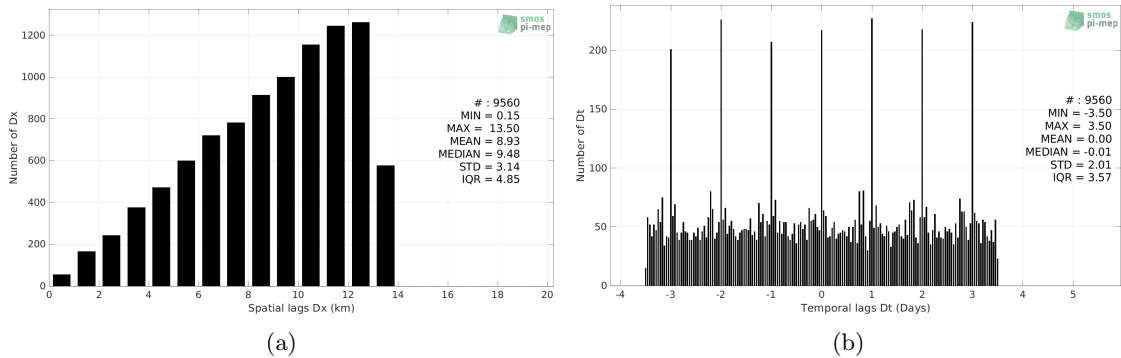 smos
pi-mep
Number of Dx
1200
1000
800
600
400
200
0
# : 9560
MIN = 0.15
MAX = 13.50
MEAN = 8.93
MEDIAN = 9.48
STD = 3.14
IQR = 4.85
0 2 4 6 8 10 12 14 16 18 20
Spatial lags Dx (km)
(a)
smos
pi-mep
Number of Dt
200
150
100
50
0
# : 9560
MIN = -3.50
MAX = 3.50
MEAN = 0.00
MEDIAN = -0.01
STD = 2.01
IQR = 3.57
-4 -3 -2 -1 0 1 2 3 4 5
Temporal lags Dt (Days)
(b)